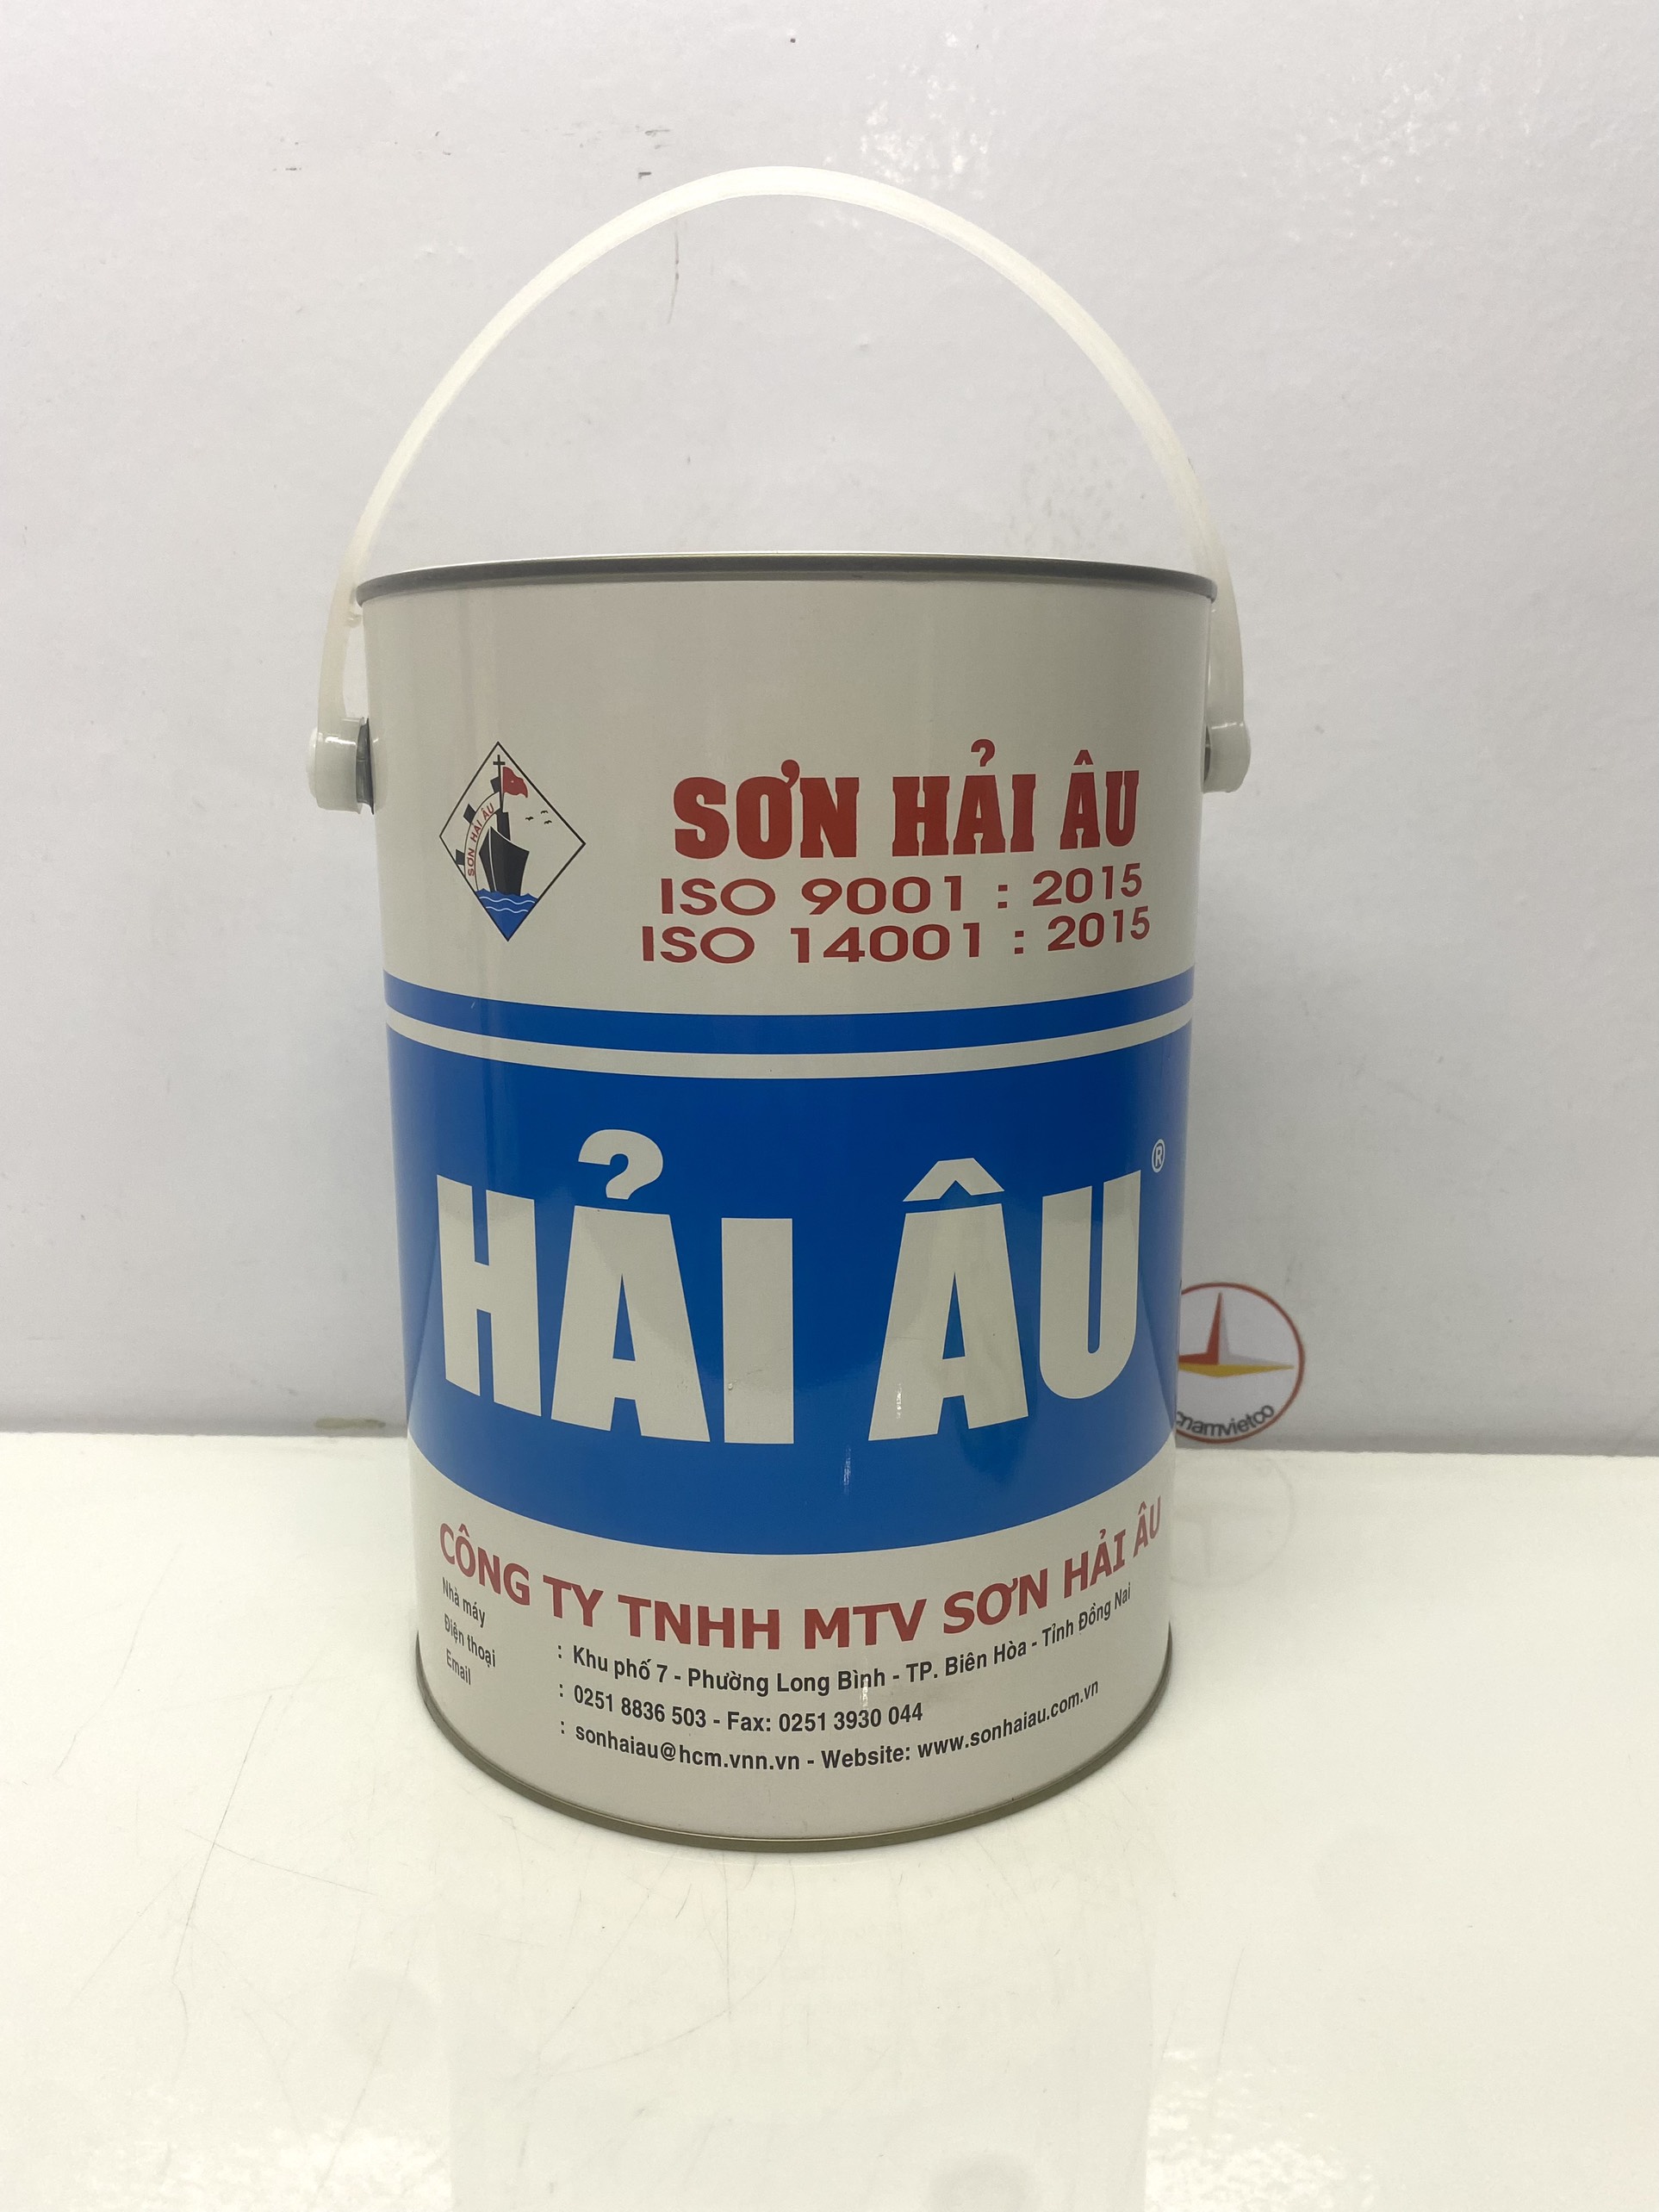 SƠN HẢI ÂU
SƠN HẢI ÂU
ISO 9001 : 2015
ISO 14001 : 2015
HẢI ÂU ®
CÔNG TY TNHH MTV SƠN HẢI ÂU
Nhà máy : Khu phố 7 - Phường Long Bình - TP. Biên Hòa - Tỉnh Đồng Nai
Điện thoại : 0251 8836 503 - Fax: 0251 3930 044
Email : sonhaiau@hcm.vnn.vn - Website: www.sonhaiau.com.vn